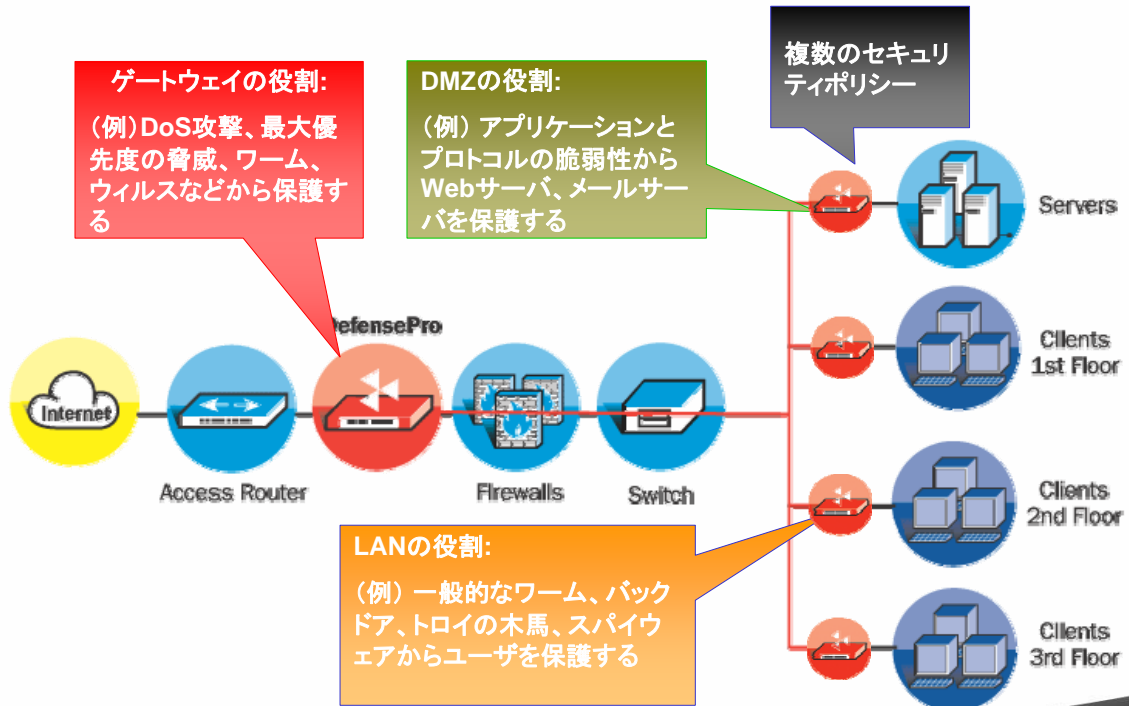 複数のセキュリ
ティポリシー
ゲートウェイの役割:
（例）DoS攻撃、最大優
先度の脅威、ワーム、
ウィルスなどから保護す
る
DMZの役割:
（例） アプリケーションと
プロトコルの脆弱性から
Webサーバ、メールサー
バを保護する
Servers
DefensePro
Clients
1st Floor
Internet
Access Router
Firewalls
Switch
Clients
2nd Floor
LANの役割:
（例） 一般的なワーム、バック
ドア、トロイの木馬、スパイウ
ェアからユーザを保護する
Clients
3rd Floor